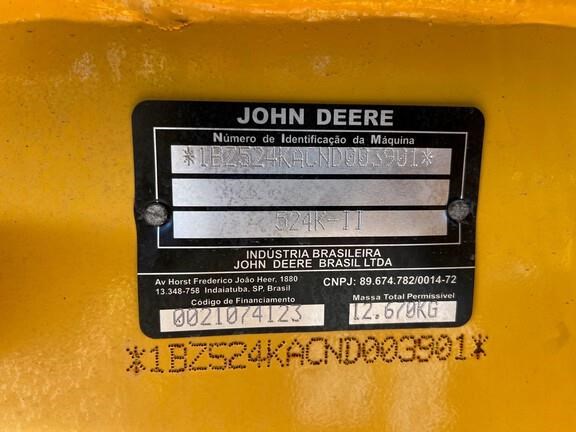 JOHN DEERE
Número de Identificação da Máquina
*1BZ524KACND003901*
524K-II
INDÚSTRIA BRASILEIRA
JOHN DEERE BRASIL LTDA
Av Horst Frederico João Heer, 1880
13.348-758 Indaiatuba, SP, Brasil
CNPJ: 89.674.782/0014-72
Código de Financiamento
Massa Total Permissível
0021074123
12.670KG
*1BZ524KACND003901*